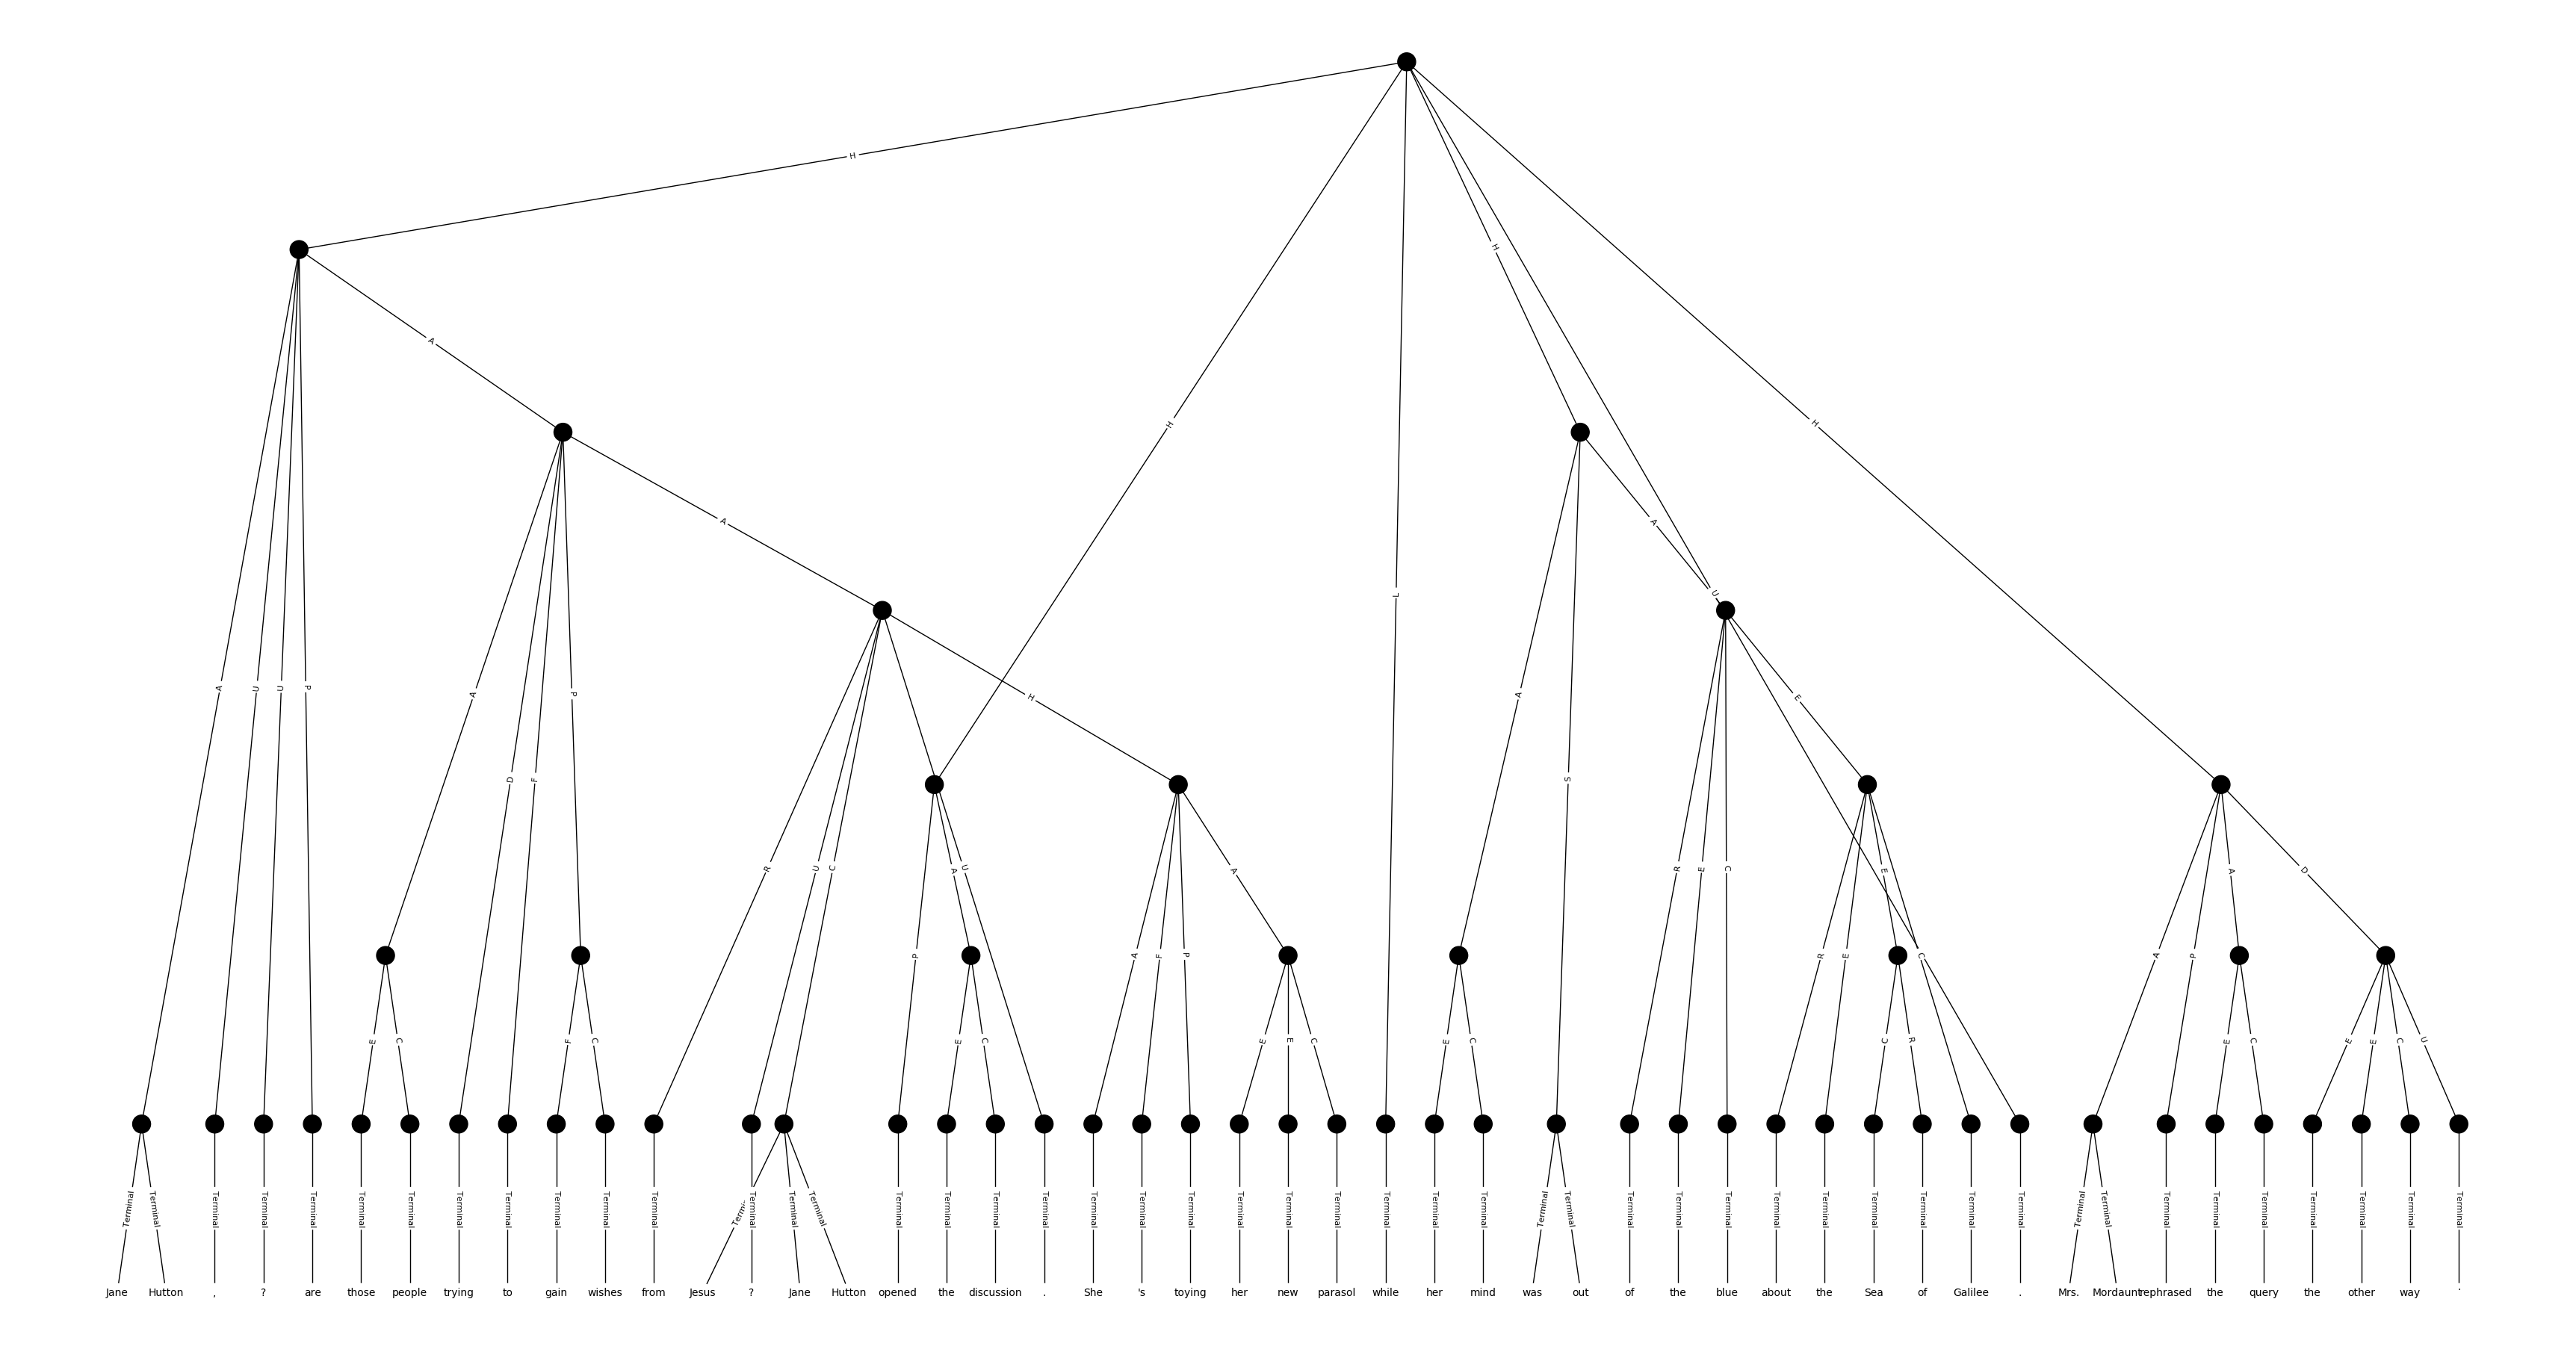 H
A
H
H
A
A
H
L
U
A
U
U
P
A
D
F
P
H
A
S
E
R
U
C
A
U
A
R
E
C
E
A
D
P
A
F
P
R
E
C
A
P
E
C
F
C
E
C
E
E
C
E
C
C
R
E
C
E
E
C
U
Terminal Terminal Terminal Terminal Terminal Terminal Terminal Terminal Terminal Terminal Terminal Terminal Terminal Terminal Terminal Terminal Terminal Terminal Terminal Terminal Terminal Terminal Terminal Terminal Terminal Terminal Terminal Terminal Terminal Terminal Terminal Terminal Terminal Terminal Terminal Terminal Terminal Terminal Terminal Terminal Terminal Terminal Terminal Terminal Terminal Terminal Terminal Terminal
Jane Hutton , ? are those people trying to gain wishes from Jesus ? Jane Hutton opened the discussion . She 's toying her new parasol while her mind was out of the blue about the Sea of Galilee . Mrs. Mordaunt rephrased the query the other way .